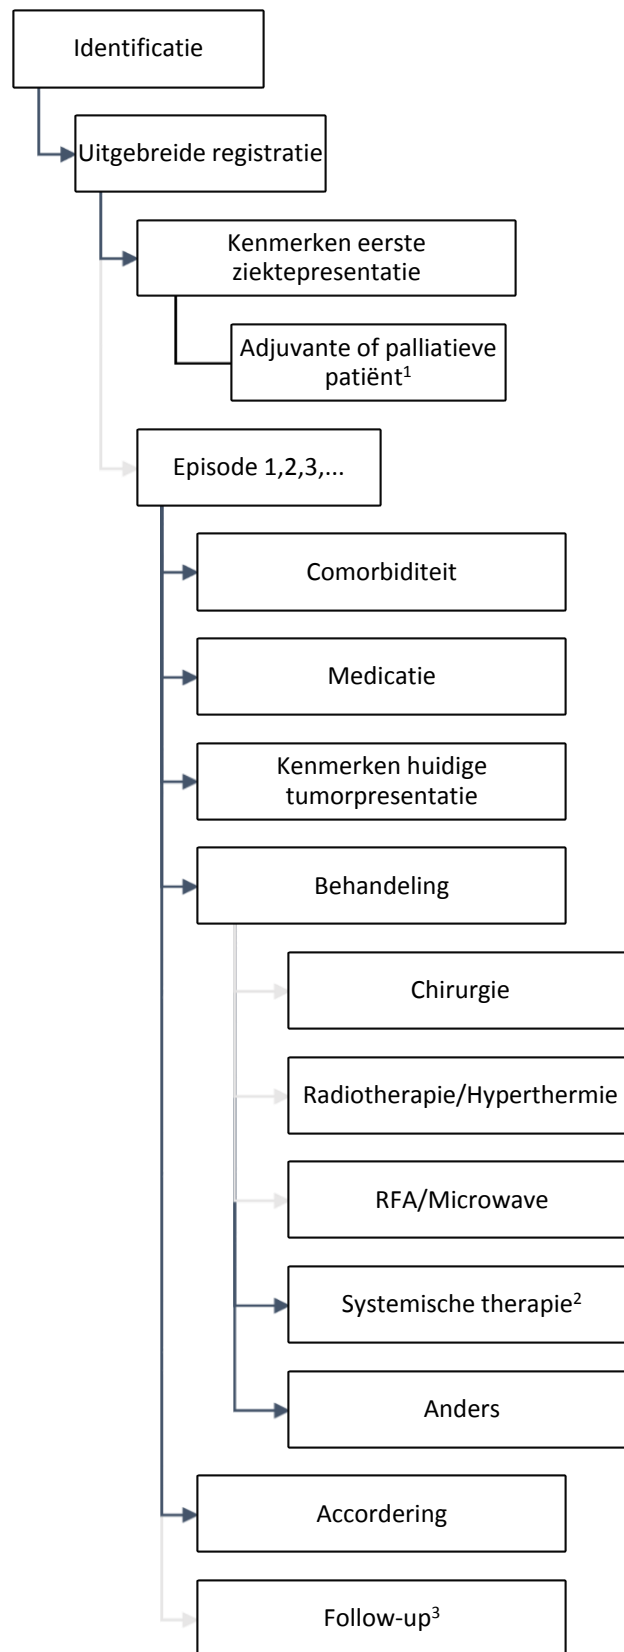 Identificatie
Uitgebreide registratie
Kenmerken eerste
ziektepresentatie
Adjuvante of palliatieve
patiënt¹
Episode 1,2,3,...
Comorbiditeit
Medicatie
Kenmerken huidige
tumorpresentatie
Behandeling
Chirurgie
Radiotherapie/Hyperthermie
RFA/Microwave
Systemische therapie²
Anders
Accordering
Follow-up³